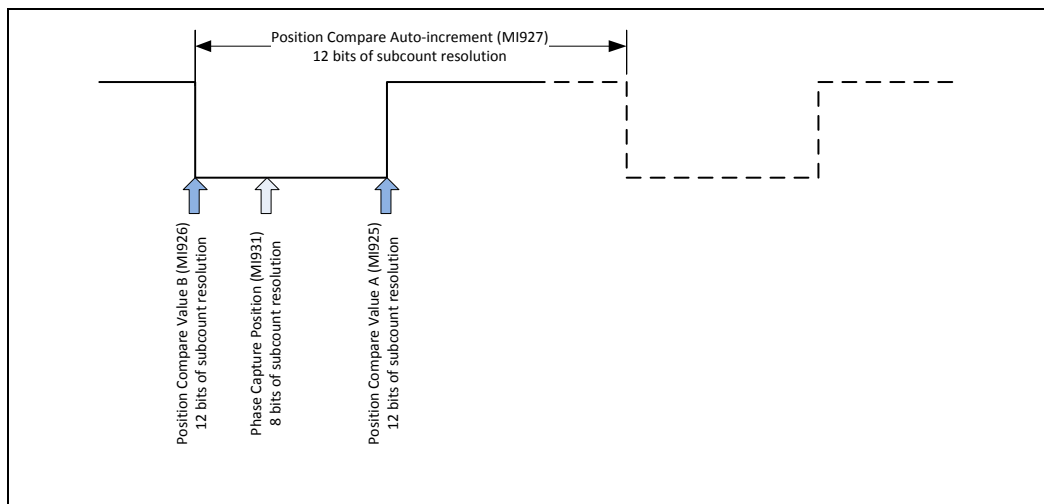 Position Compare Auto-increment (MI927)
12 bits of subcount resolution
Position Compare Value B (MI926)
12 bits of subcount resolution
Phase Capture Position (MI931)
8 bits of subcount resolution
Position Compare Value A (MI925)
12 bits of subcount resolution